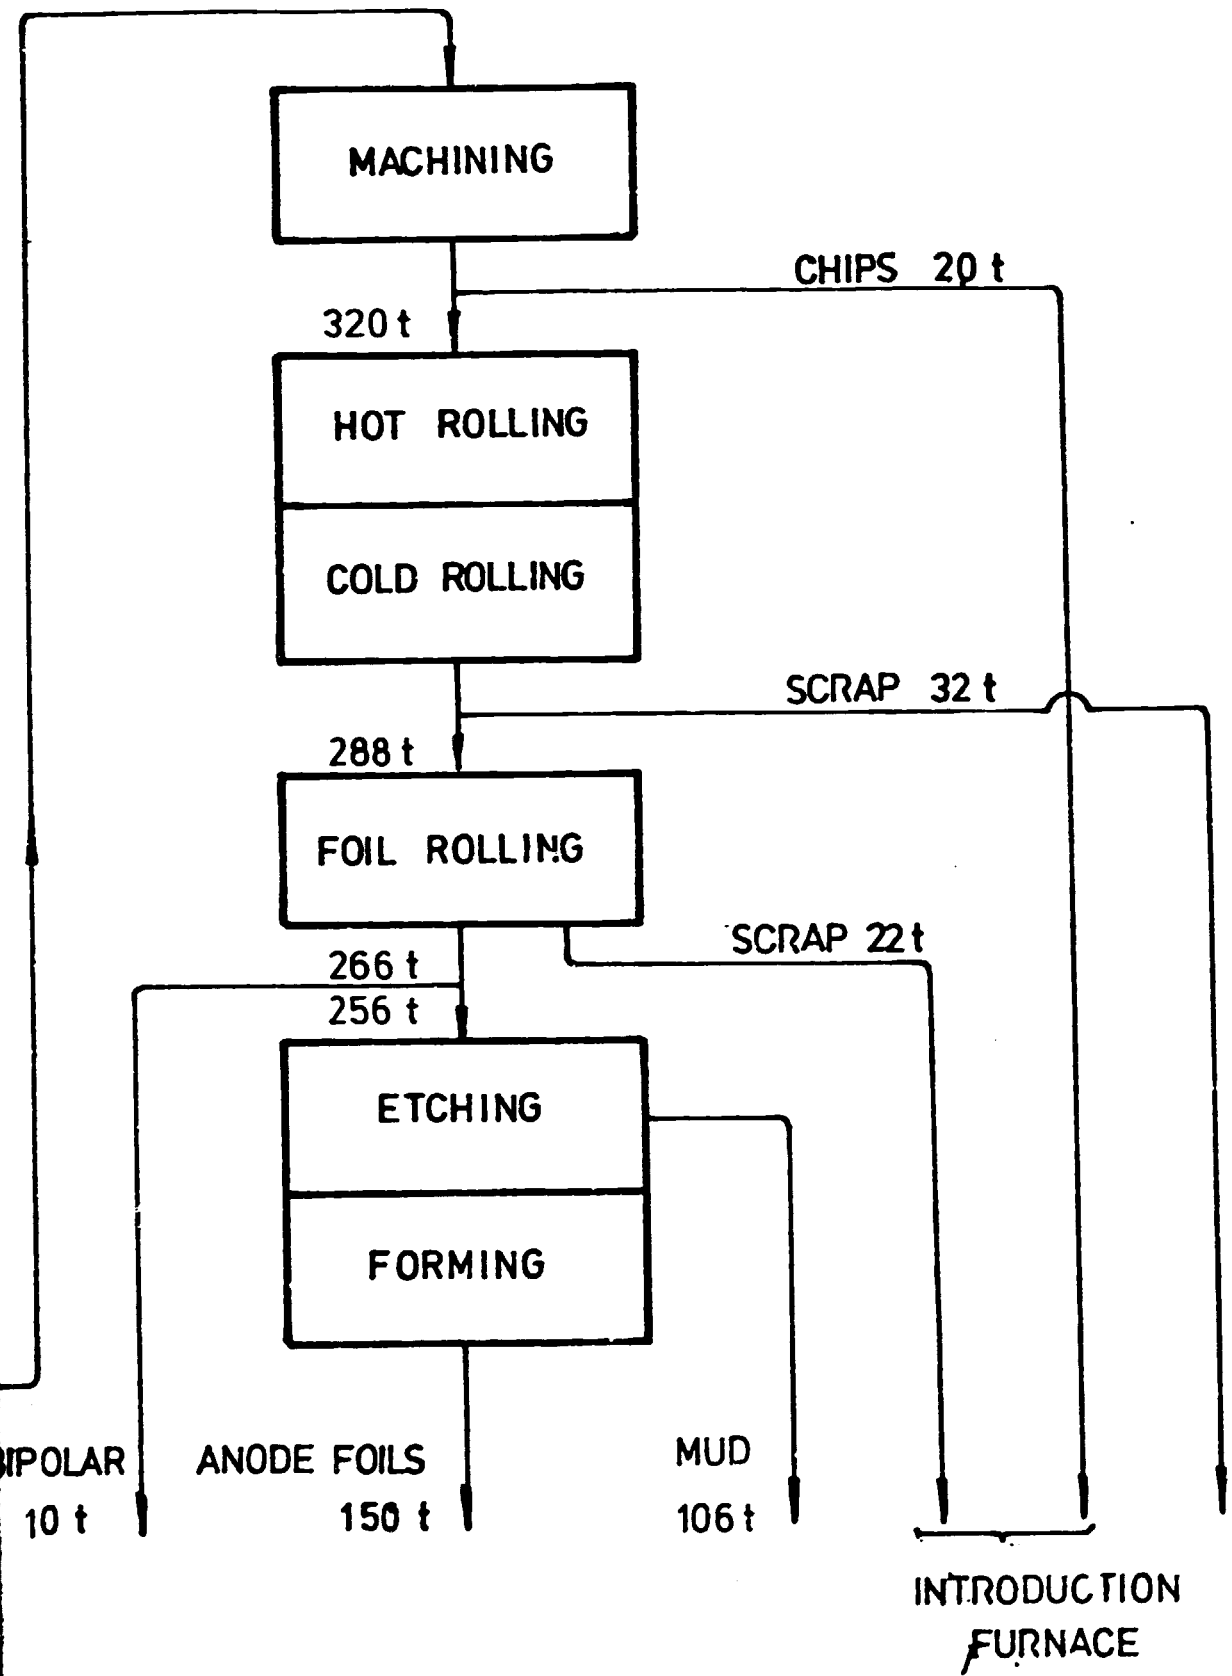 MACHINING
CHIPS 20 t
320 t
HOT ROLLING
COLD ROLLING
SCRAP 32 t
288 t
FOIL ROLLING
SCRAP 22 t
266 t
256 t
ETCHING
FORMING
BIPOLAR
10 t
ANODE FOILS
150 t
MUD
106 t
INTRODUCTION
FURNACE